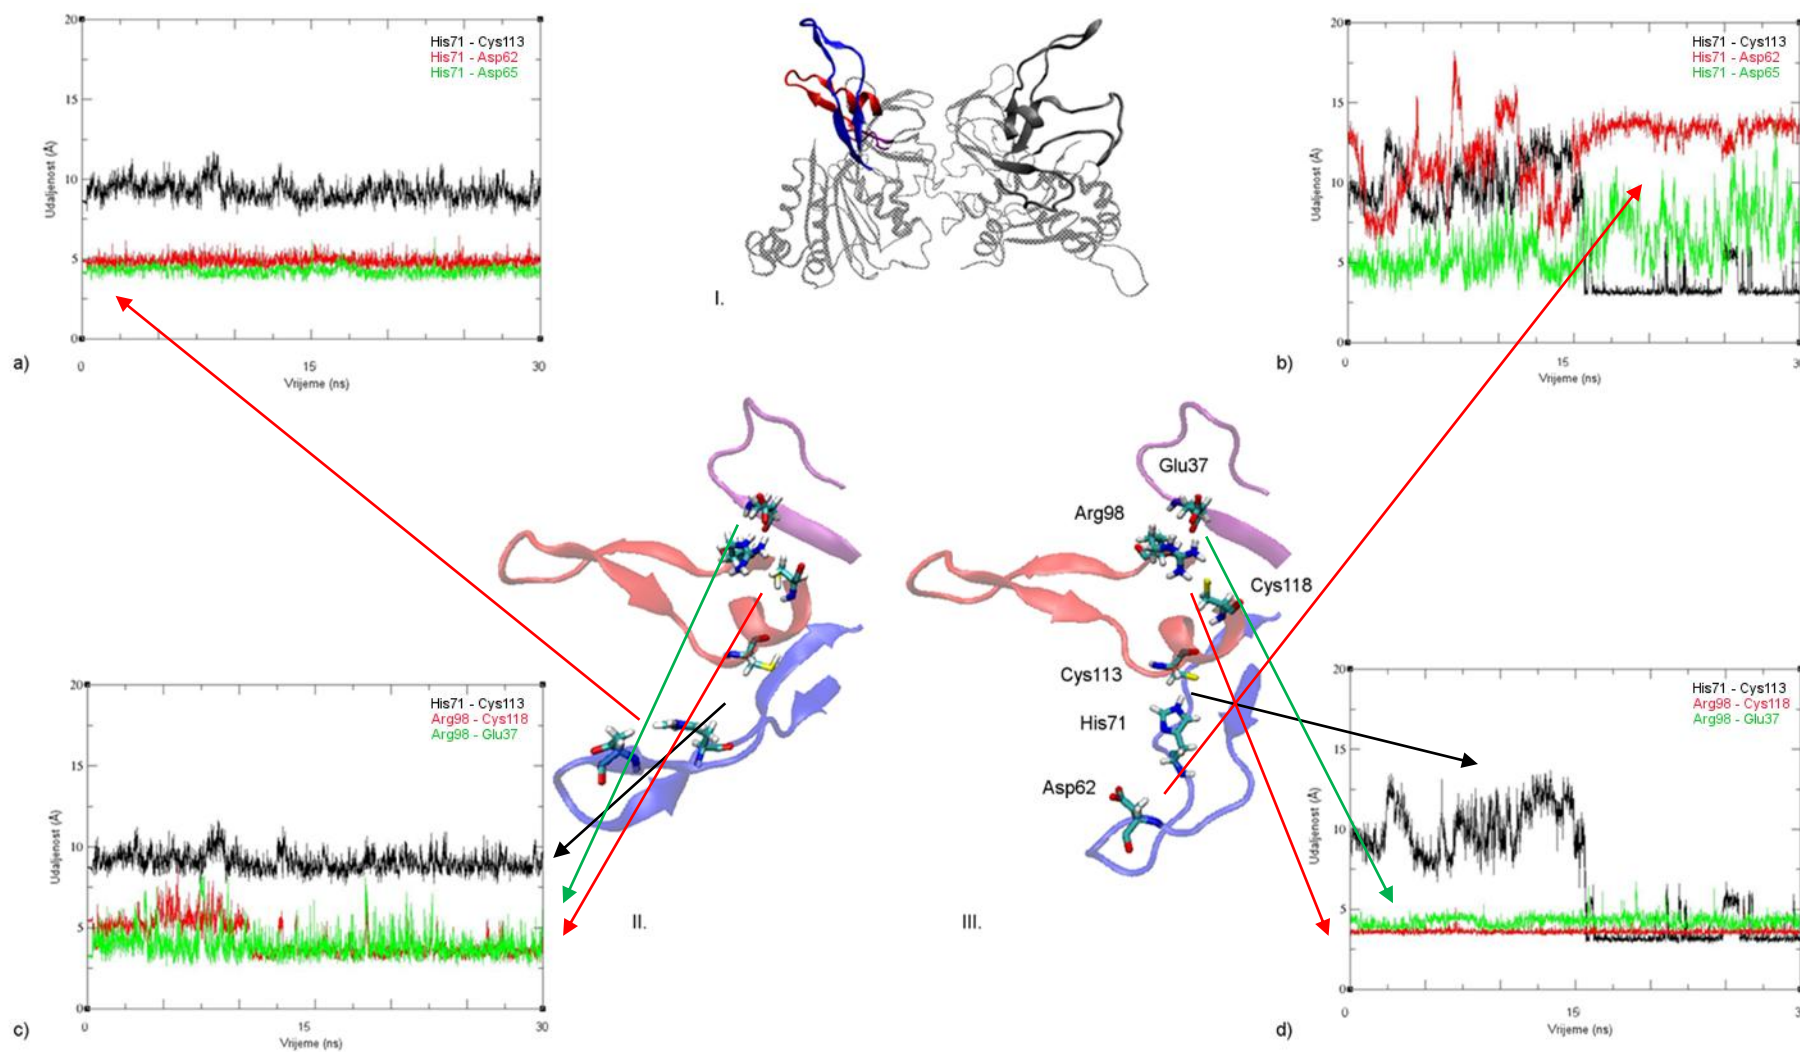 20
His71 - Cys113
His71 - Asp62
His71 - Asp65
15
10
5
0
Udaljenost (Å)
0
15
30
Vrijeme (ns)
a)
I.
20
His71 - Cys113
His71 - Asp62
His71 - Asp65
15
10
5
0
Udaljenost (Å)
0
15
3
Vrijeme (ns)
b)
Glu37
Arg98
Cys118
Cys113
His71
Asp62
II.
III.
20
His71 - Cys113
Arg98 - Cys118
Arg98 - Glu37
15
10
5
0
Udaljenost (Å)
0
15
30
Vrijeme (ns)
c)
20
His71 - Cys113
Arg98 - Cys118
Arg98 - Glu37
15
10
5
0
Udaljenost (Å)
0
15
3
Vrijeme (ns)
d)